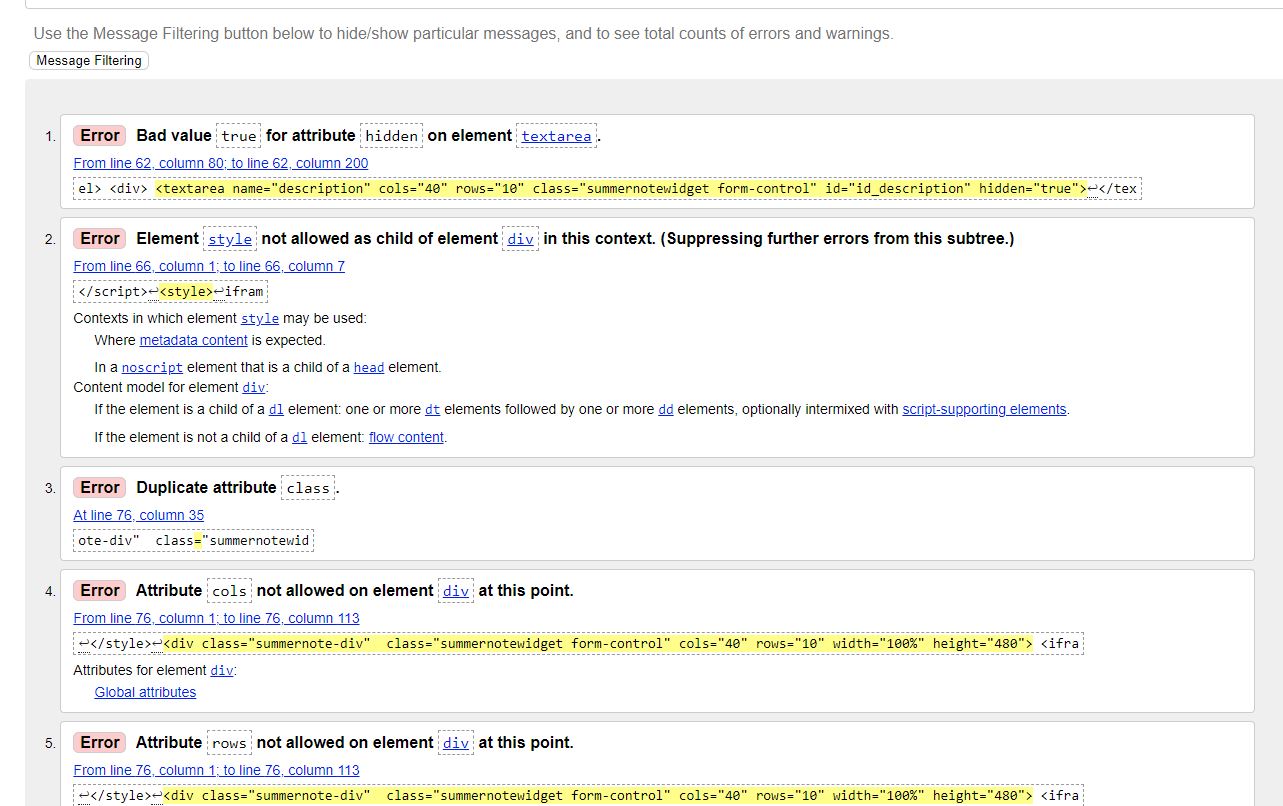 Use the Message Filtering button below to hide/show particular messages, and to see total counts of errors and warnings.
Message Filtering
1. Error Bad value true for attribute hidden on element textarea.
From line 62, column 80; to line 62, column 200
el> <div> <textarea name="description" cols="40" rows="10" class="summernotewidget form-control" id="id_description" hidden="true">↩</tex
2. Error Element style not allowed as child of element div in this context. (Suppressing further errors from this subtree.)
From line 66, column 1; to line 66, column 7
</script>↩<style>↩ifram
Contexts in which element style may be used:
Where metadata content is expected.
In a noscript element that is a child of a head element.
Content model for element div:
If the element is a child of a dl element: one or more dt elements followed by one or more dd elements, optionally intermixed with script-supporting elements.
If the element is not a child of a dl element: flow content.
3. Error Duplicate attribute class.
At line 76, column 35
ote-div"  class="summernotewid
4. Error Attribute cols not allowed on element div at this point.
From line 76, column 1; to line 76, column 113
↩</style>↩<div class="summernote-div"  class="summernotewidget form-control" cols="40" rows="10" width="100%" height="480"> <ifra
Attributes for element div:
Global attributes
5. Error Attribute rows not allowed on element div at this point.
From line 76, column 1; to line 76, column 113
↩</style>↩<div class="summernote-div"  class="summernotewidget form-control" cols="40" rows="10" width="100%" height="480"> <ifra